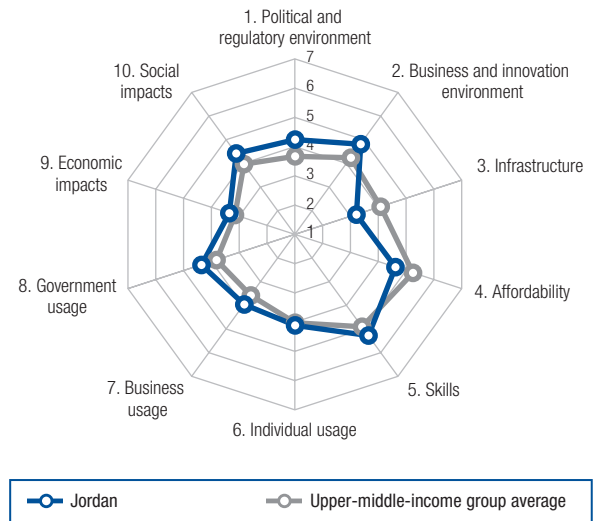 1. Political and
regulatory environment
7
6
5
4
3
2
1
2. Business and innovation
environment
3. Infrastructure
4. Affordability
5. Skills
6. Individual usage
7. Business
usage
8. Government
usage
9. Economic
impacts
10. Social
impacts
Jordan
Upper-middle-income group average